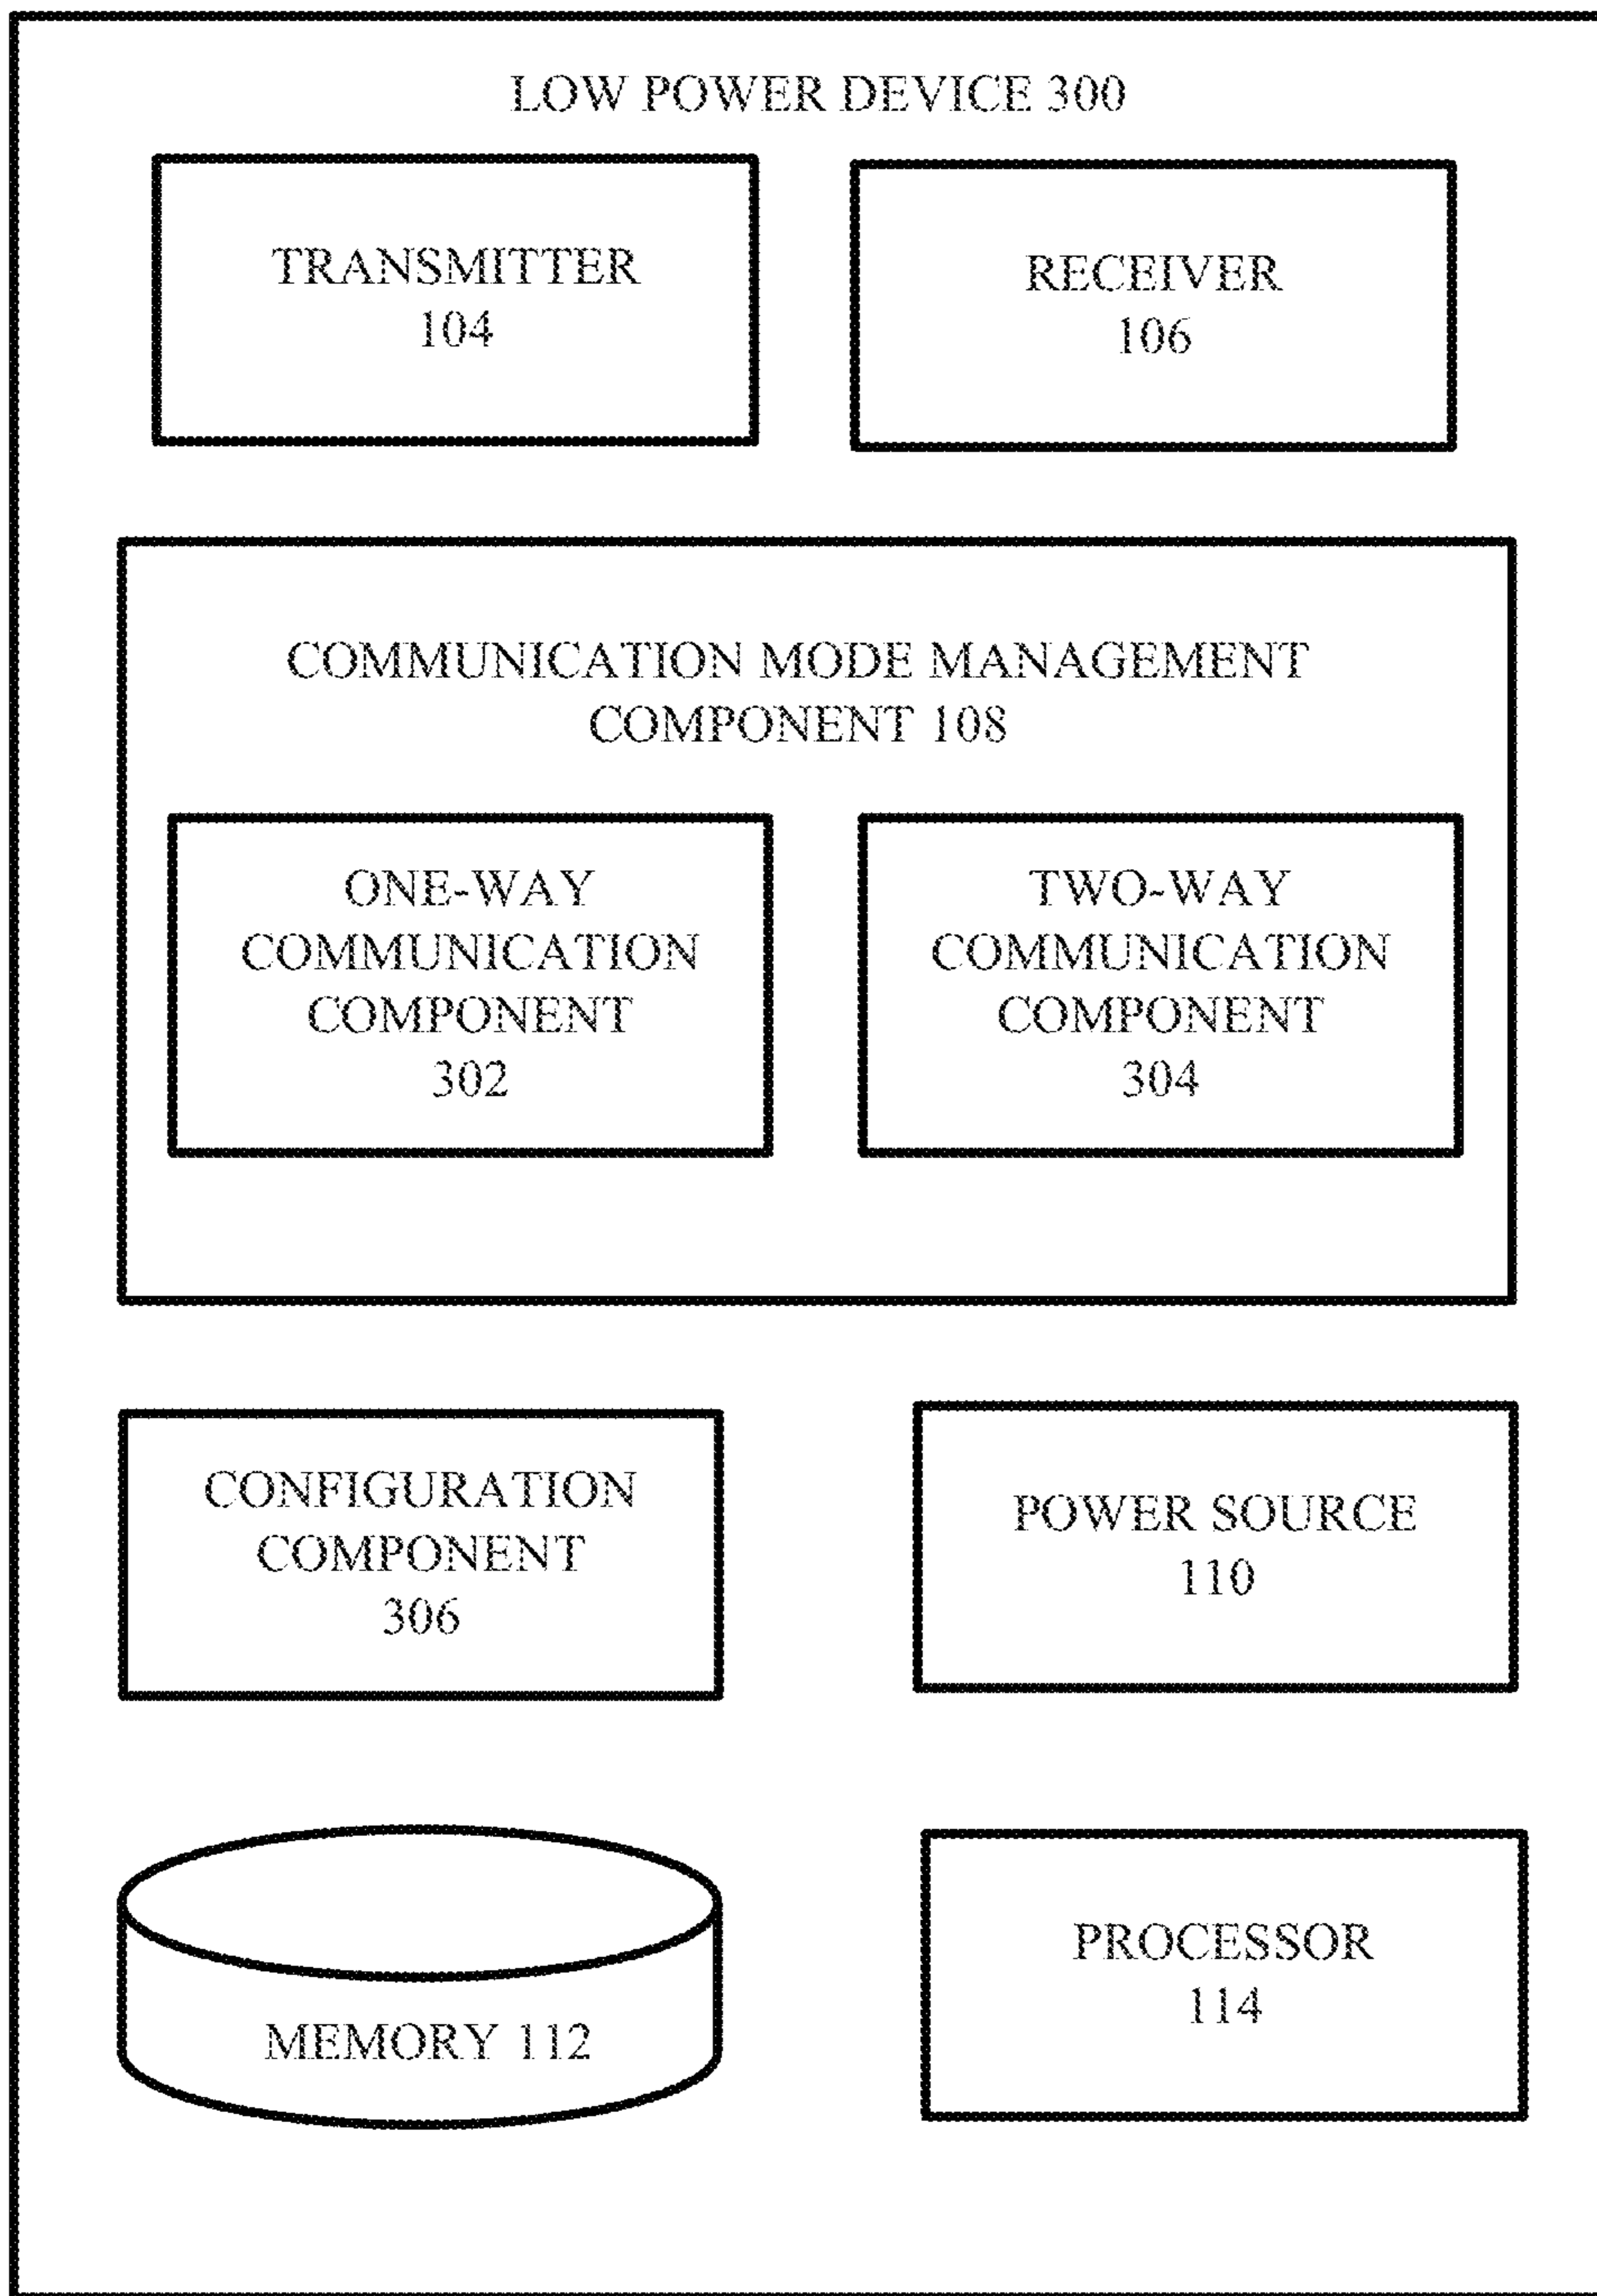 LOW POWER DEVICE 300
TRANSMITTER
104
RECEIVER
106
COMMUNICATION MODE MANAGEMENT
COMPONENT 108
ONE-WAY
COMMUNICATION
COMPONENT
302
TWO-WAY
COMMUNICATION
COMPONENT
304
CONFIGURATION
COMPONENT
306
POWER SOURCE
110
MEMORY 112
PROCESSOR
114